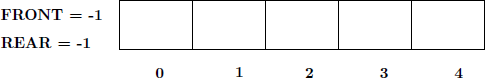 FRONT = -1
REAR = -1
0 1 2 3 4